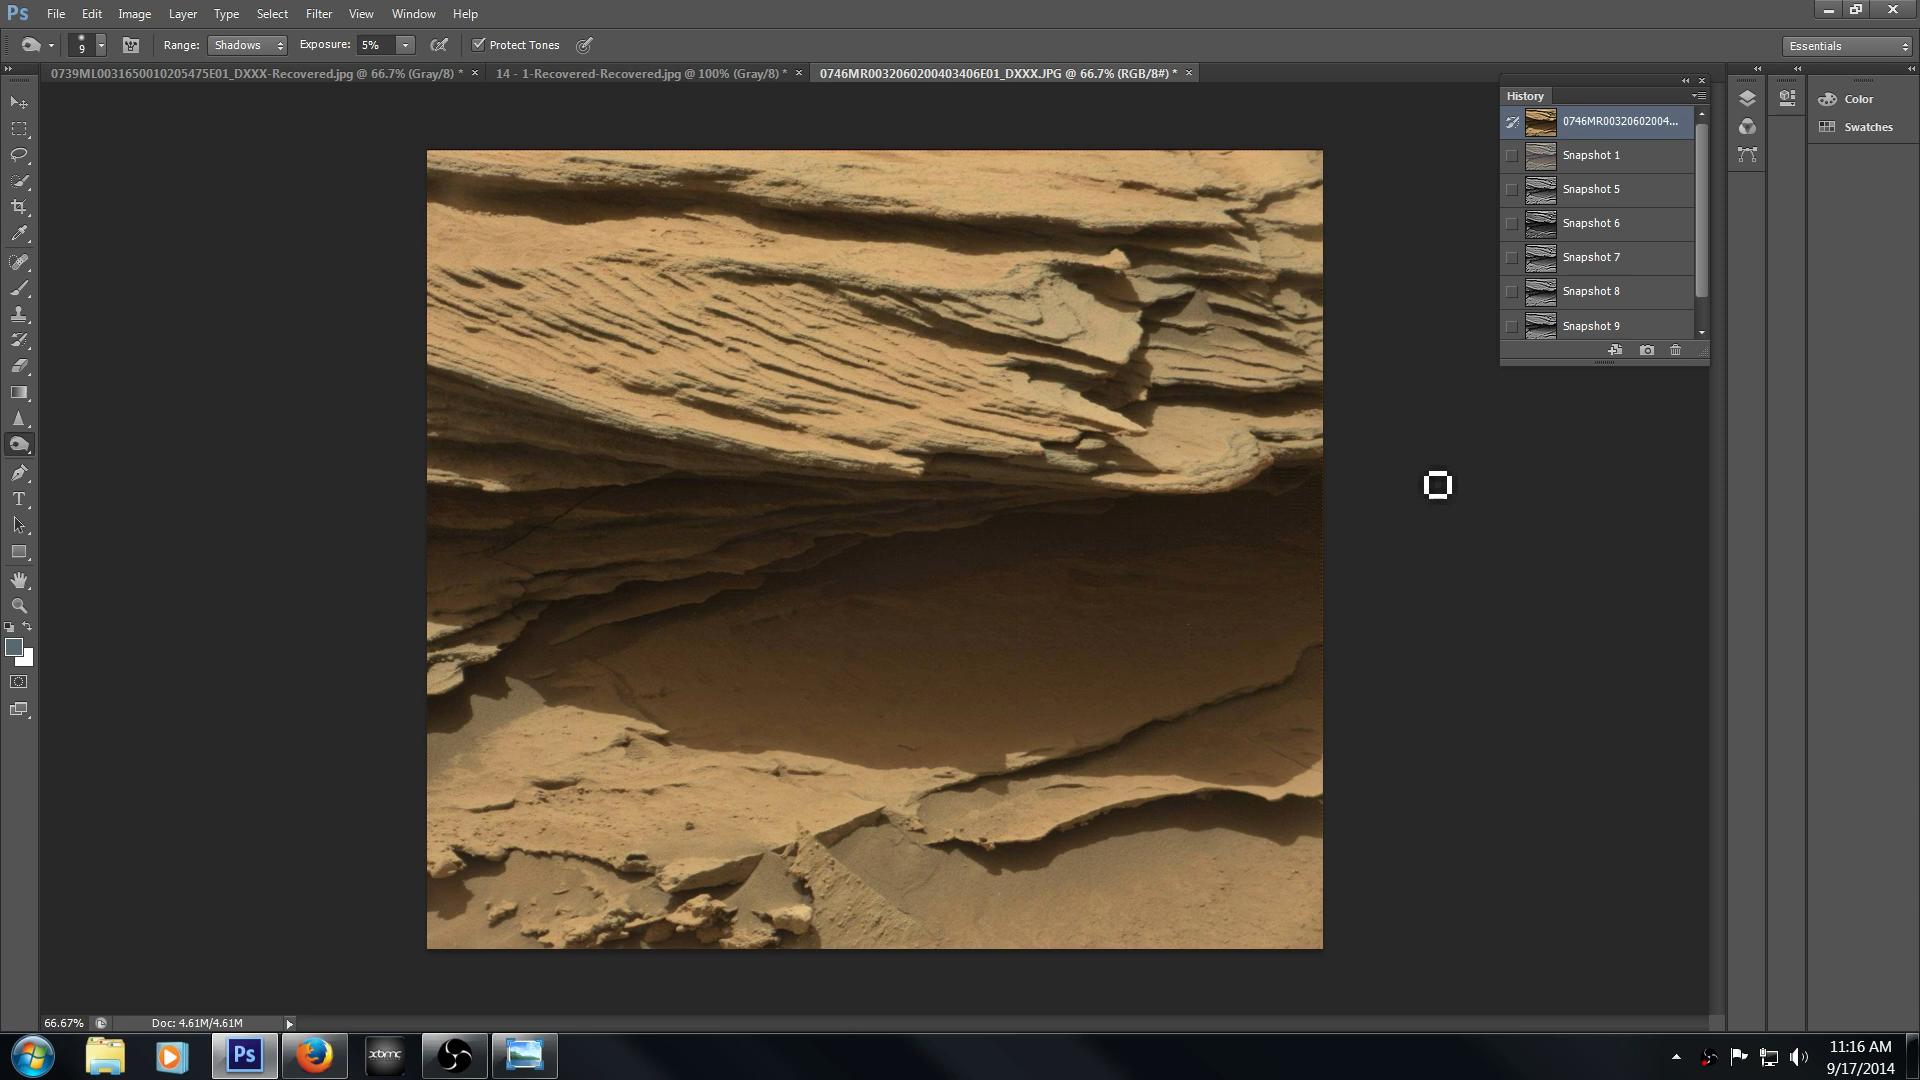 Ps File Edit Image Layer Type Select Filter View Window Help
9 Range: Shadows Exposure: 5% Protect Tones Essentials
0739ML0031650010205475E01_DXXX-Recovered.jpg @ 66.7% (Gray/8) * × 14 - 1-Recovered-Recovered.jpg @ 100% (Gray/8) * × 0746MR0032060200403406E01_DXXX.JPG @ 66.7% (RGB/8#) * ×
History
0746MR00320602004...
Snapshot 1
Snapshot 5
Snapshot 6
Snapshot 7
Snapshot 8
Snapshot 9
Color
Swatches
T
66.67% Doc: 4.61M/4.61M
Ps xbmc
11:16 AM
9/17/2014